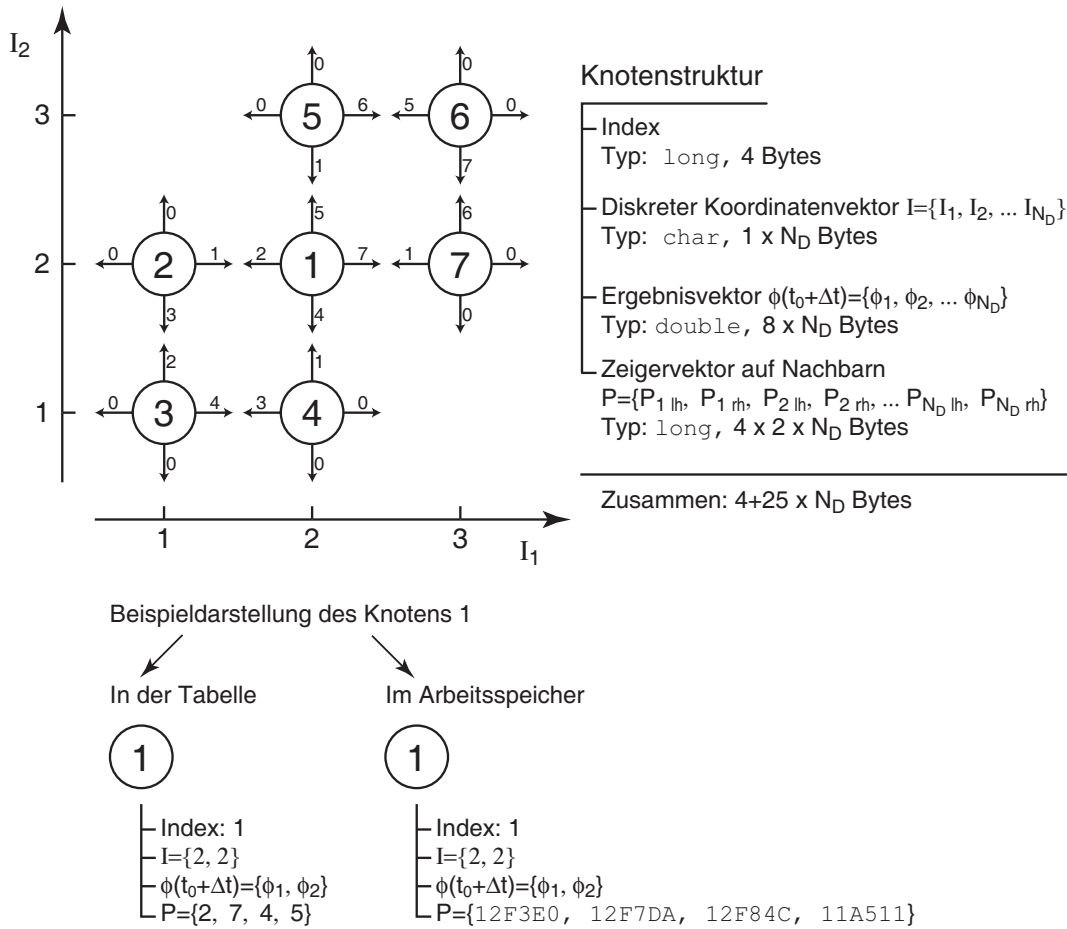 I2
3
2
1
1
2
3
I1
0
0 5 6
1
0
5 6 0
7
0
0 2 1
3
5
2 1 7
4
6
1 7 0
0
2
0 3 4
0
1
3 4 0
0
Knotenstruktur
Index
Typ: long, 4 Bytes
Diskreter Koordinatenvektor I={I1, I2, ... IND}
Typ: char, 1 x ND Bytes
Ergebnisvektor ϕ(t0+Δt)={ϕ1, ϕ2, ... ϕND}
Typ: double, 8 x ND Bytes
Zeigervektor auf Nachbarn
P={P1 lh, P1 rh, P2 lh, P2 rh, ... PND lh, PND rh}
Typ: long, 4 x 2 x ND Bytes
Zusammen: 4+25 x ND Bytes
Beispieldarstellung des Knotens 1
In der Tabelle
1
Index: 1
I={2, 2}
ϕ(t0+Δt)={ϕ1, ϕ2}
P={2, 7, 4, 5}
Im Arbeitsspeicher
1
Index: 1
I={2, 2}
ϕ(t0+Δt)={ϕ1, ϕ2}
P={12F3E0, 12F7DA, 12F84C, 11A511}